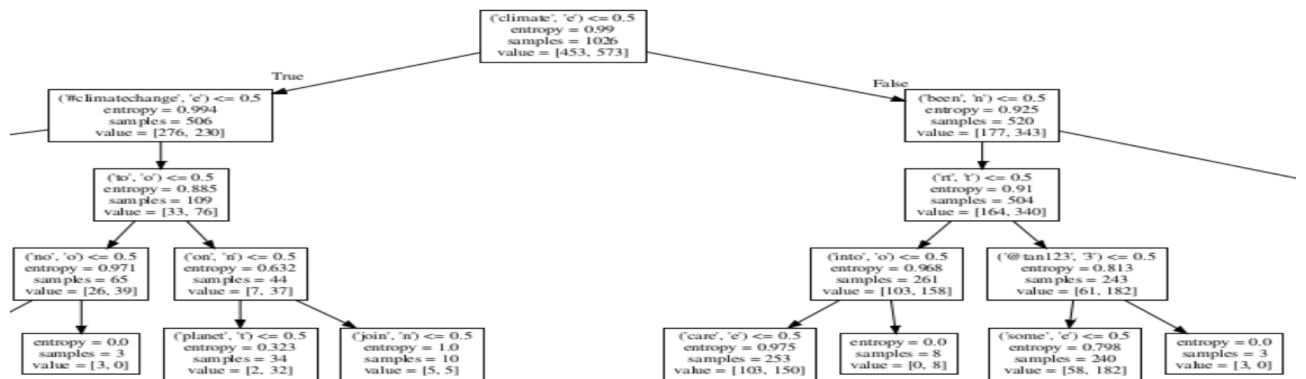 ('climate', 'e') <= 0.5
entropy = 0.99
samples = 1026
value = [453, 573]
True
False
('#climatechange', 'e') <= 0.5
entropy = 0.994
samples = 506
value = [276, 230]
('been', 'n') <= 0.5
entropy = 0.925
samples = 520
value = [177, 343]
('to', 'o') <= 0.5
entropy = 0.885
samples = 109
value = [33, 76]
('rt', 't') <= 0.5
entropy = 0.91
samples = 504
value = [164, 340]
('no', 'o') <= 0.5
entropy = 0.971
samples = 65
value = [26, 39]
('on', 'n') <= 0.5
entropy = 0.632
samples = 44
value = [7, 37]
('into', 'o') <= 0.5
entropy = 0.968
samples = 261
value = [103, 158]
('@tan123', '3') <= 0.5
entropy = 0.813
samples = 243
value = [61, 182]
entropy = 0.0
samples = 3
value = [3, 0]
('planet', 't') <= 0.5
entropy = 0.323
samples = 34
value = [2, 32]
('join', 'n') <= 0.5
entropy = 1.0
samples = 10
value = [5, 5]
('care', 'e') <= 0.5
entropy = 0.975
samples = 253
value = [103, 150]
entropy = 0.0
samples = 8
value = [0, 8]
('some', 'e') <= 0.5
entropy = 0.798
samples = 240
value = [58, 182]
entropy = 0.0
samples = 3
value = [3, 0]